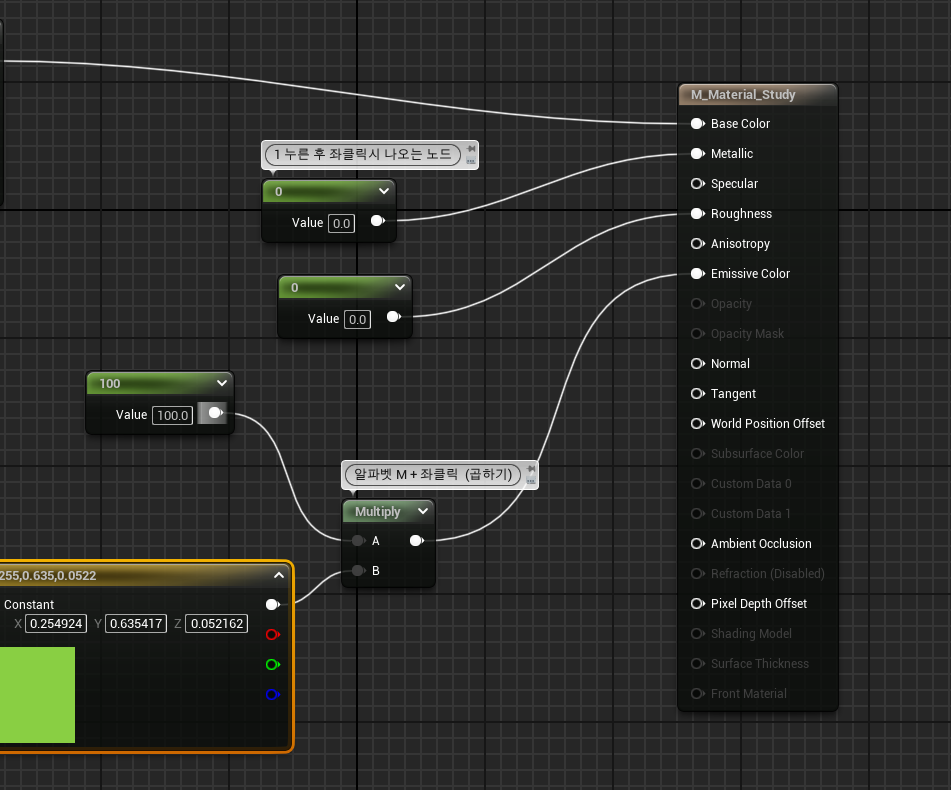 M_Material_Study
Base Color
Metallic
Specular
Roughness
Anisotropy
Emissive Color
Opacity
Opacity Mask
Normal
Tangent
World Position Offset
Subsurface Color
Custom Data 0
Custom Data 1
Ambient Occlusion
Refraction (Disabled)
Pixel Depth Offset
Shading Model
Surface Thickness
Front Material
1 누른 후 좌클릭시 나오는 노드
0
Value 0.0
0
Value 0.0
100
Value 100.0
알파벳 M + 좌클릭 (곱하기)
Multiply
A
B
255,0.635,0.0522
Constant
X 0.254924 Y 0.635417 Z 0.052162